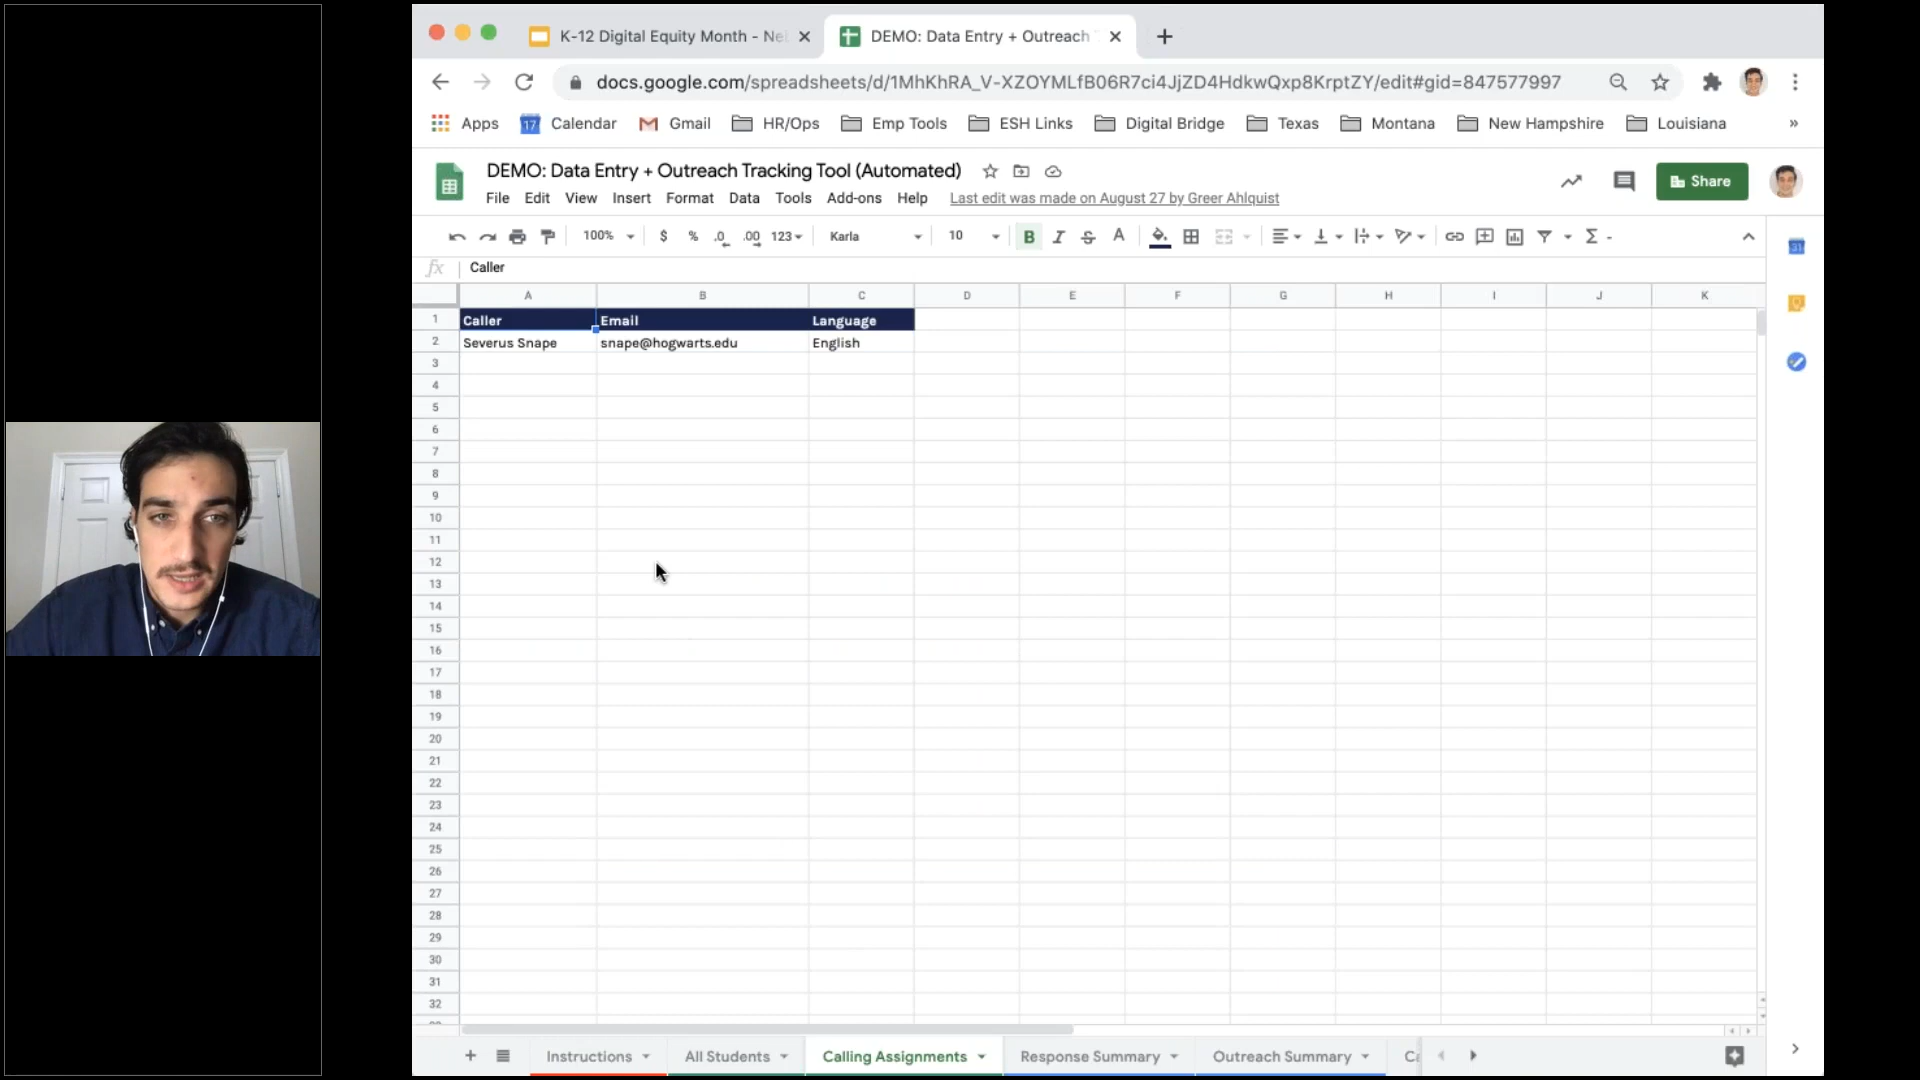 K-12 Digital Equity Month - Ne
DEMO: Data Entry + Outreach
docs.google.com/spreadsheets/d/1MhKhRA_V-XZOYMLfB06R7ci4JjZD4HdkwQxp8KrptZY/edit#gid=847577997
Apps
17 Calendar
Gmail
HR/Ops
Emp Tools
ESH Links
Digital Bridge
Texas
Montana
New Hampshire
Louisiana
»
DEMO: Data Entry + Outreach Tracking Tool (Automated)
File Edit View Insert Format Data Tools Add-ons Help Last edit was made on August 27 by Greer Ahlquist
Share
100% $ % .0 .00 123 Karla 10 B I S A Σ
fx Caller
A B C D E F G H I J K
1 Caller Email Language
2 Severus Snape snape@hogwarts.edu English
3
4
5
6
7
8
9
10
11
12
13
14
15
16
17
18
19
20
21
22
23
24
25
26
27
28
29
30
31
32
Instructions All Students Calling Assignments Response Summary Outreach Summary